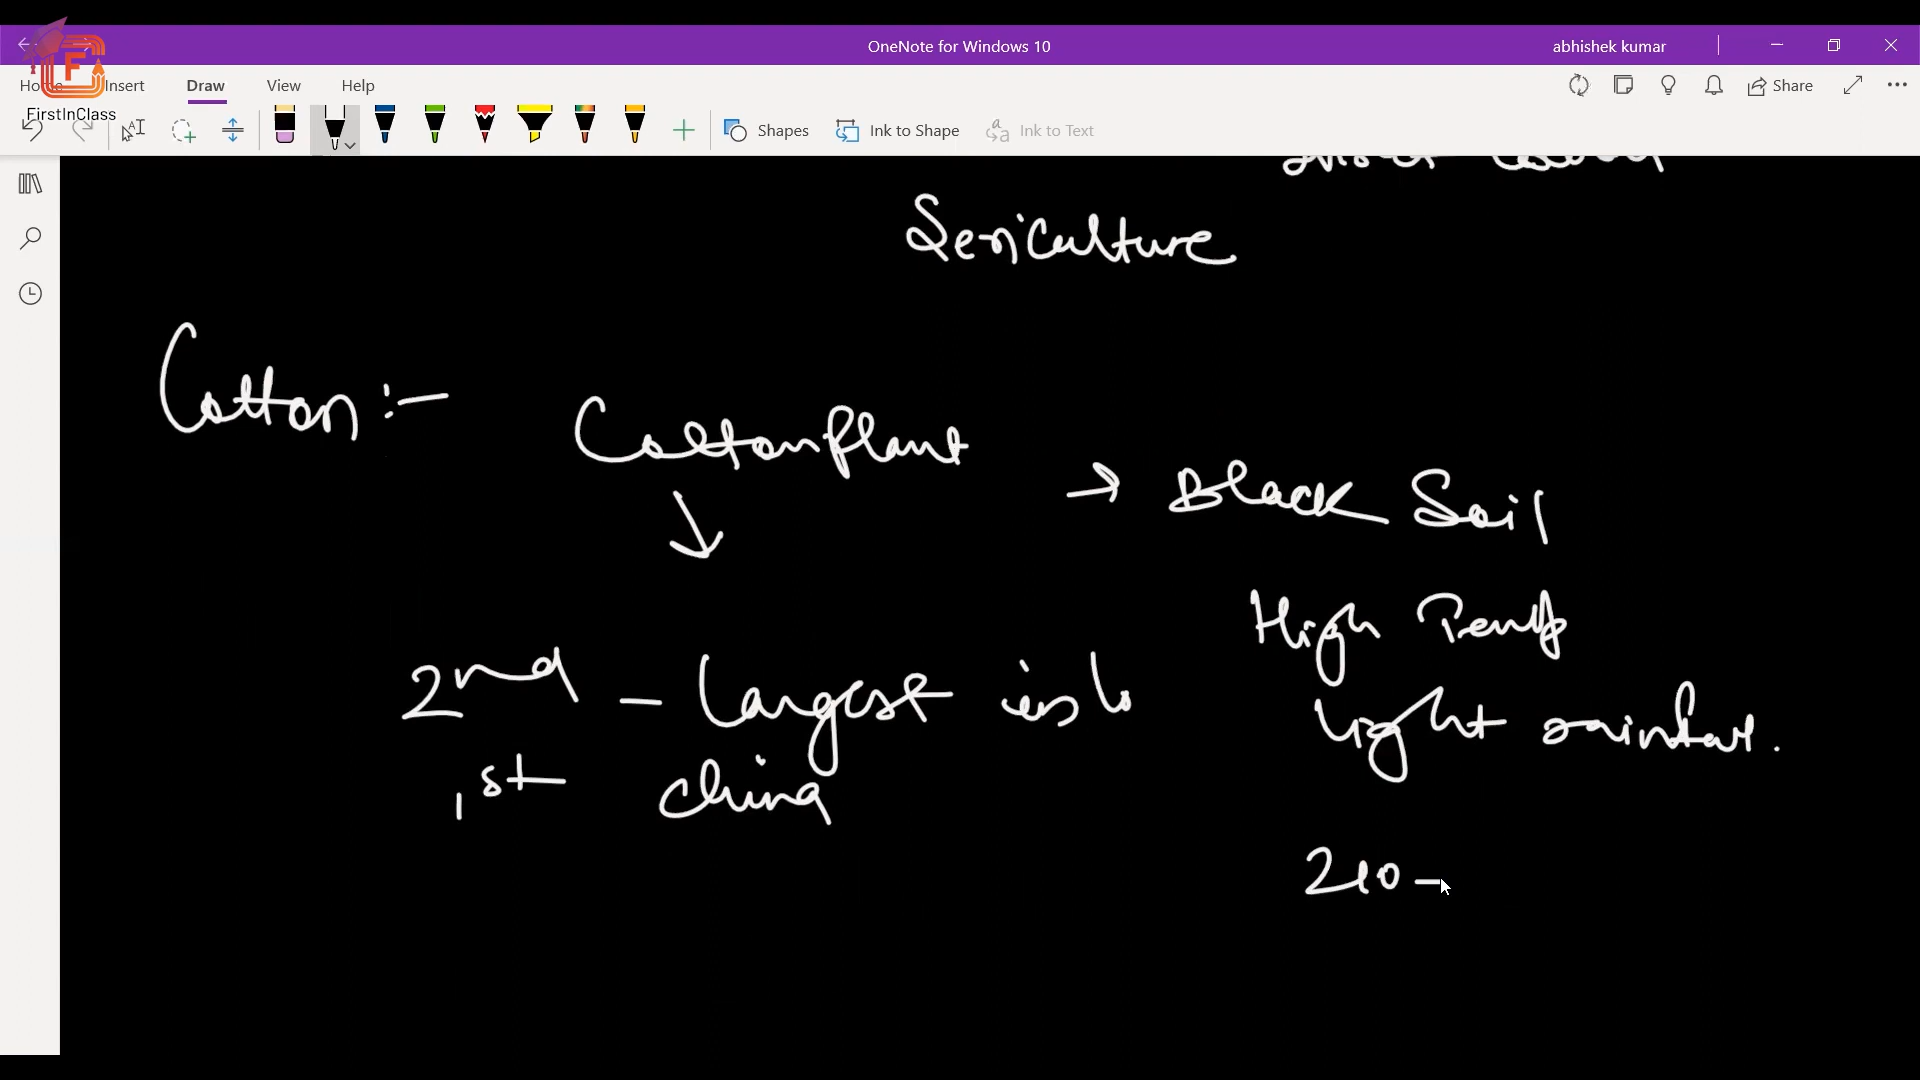 OneNote for Windows 10
abhishek kumar
Home Insert Draw View Help
Share
FirstInClass
Shapes Ink to Shape Ink to Text
Sericulture
Cotton :-
Cotton plant
→ Black Soil
High Temp
light rainfall.
2nd - largest
1st China
210 -